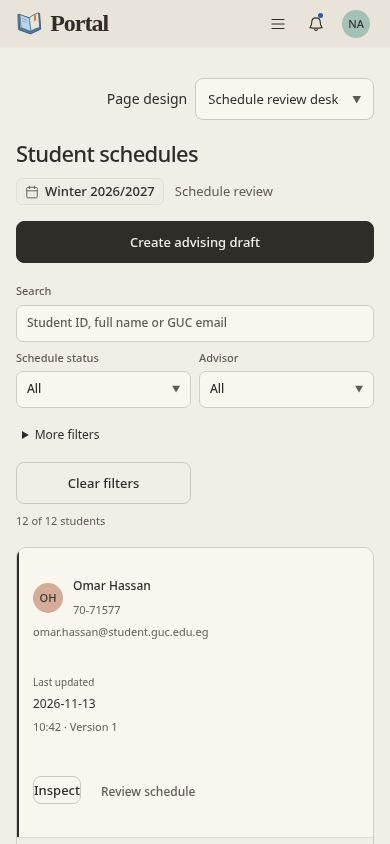 Portal
NA
Page design
Schedule review desk
Student schedules
Winter 2026/2027
Schedule review
Create advising draft
Search
Student ID, full name or GUC email
Schedule status
Advisor
All
All
More filters
Clear filters
12 of 12 students
OH
Omar Hassan
70-71577
omar.hassan@student.guc.edu.eg
Last updated
2026-11-13
10:42 · Version 1
Inspect
Review schedule